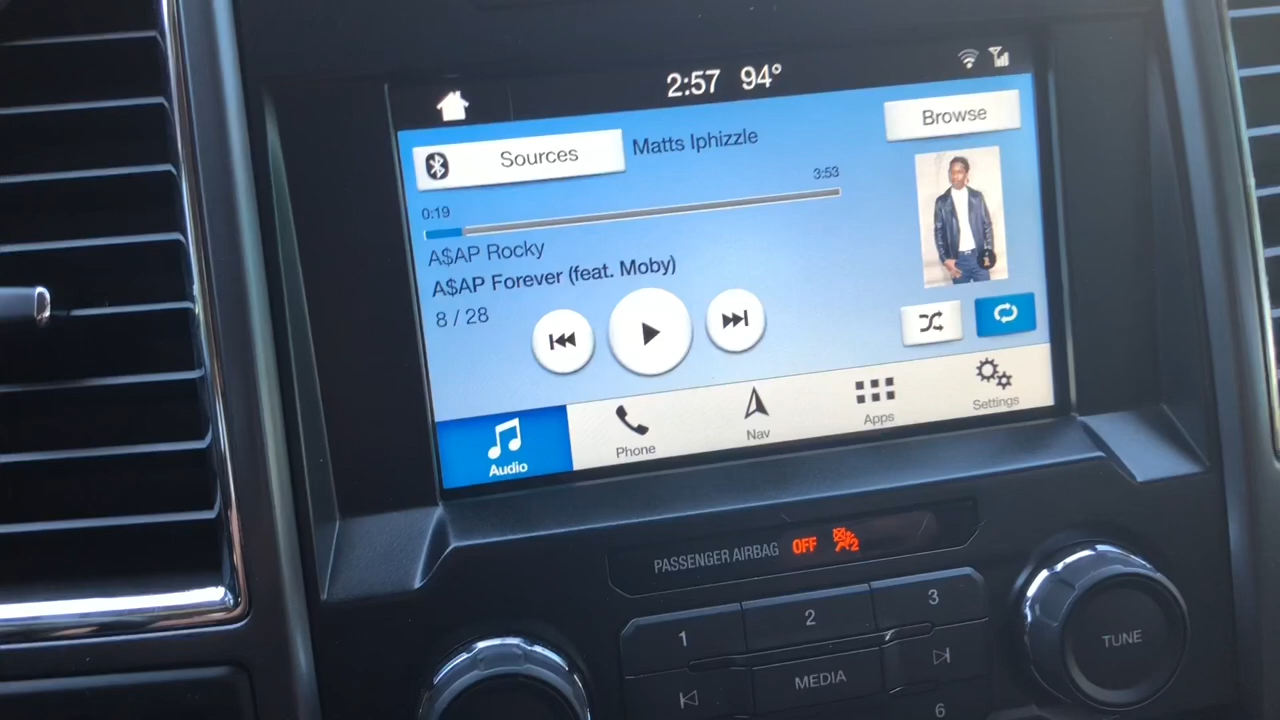 2:57 94°
Sources
Matts Iphizzle
Browse
0:19
3:53
A$AP Rocky
A$AP Forever (feat. Moby)
8 / 28
Audio
Phone
Nav
Apps
Settings
PASSENGER AIRBAG OFF 2
1
2
3
MEDIA
6
TUNE